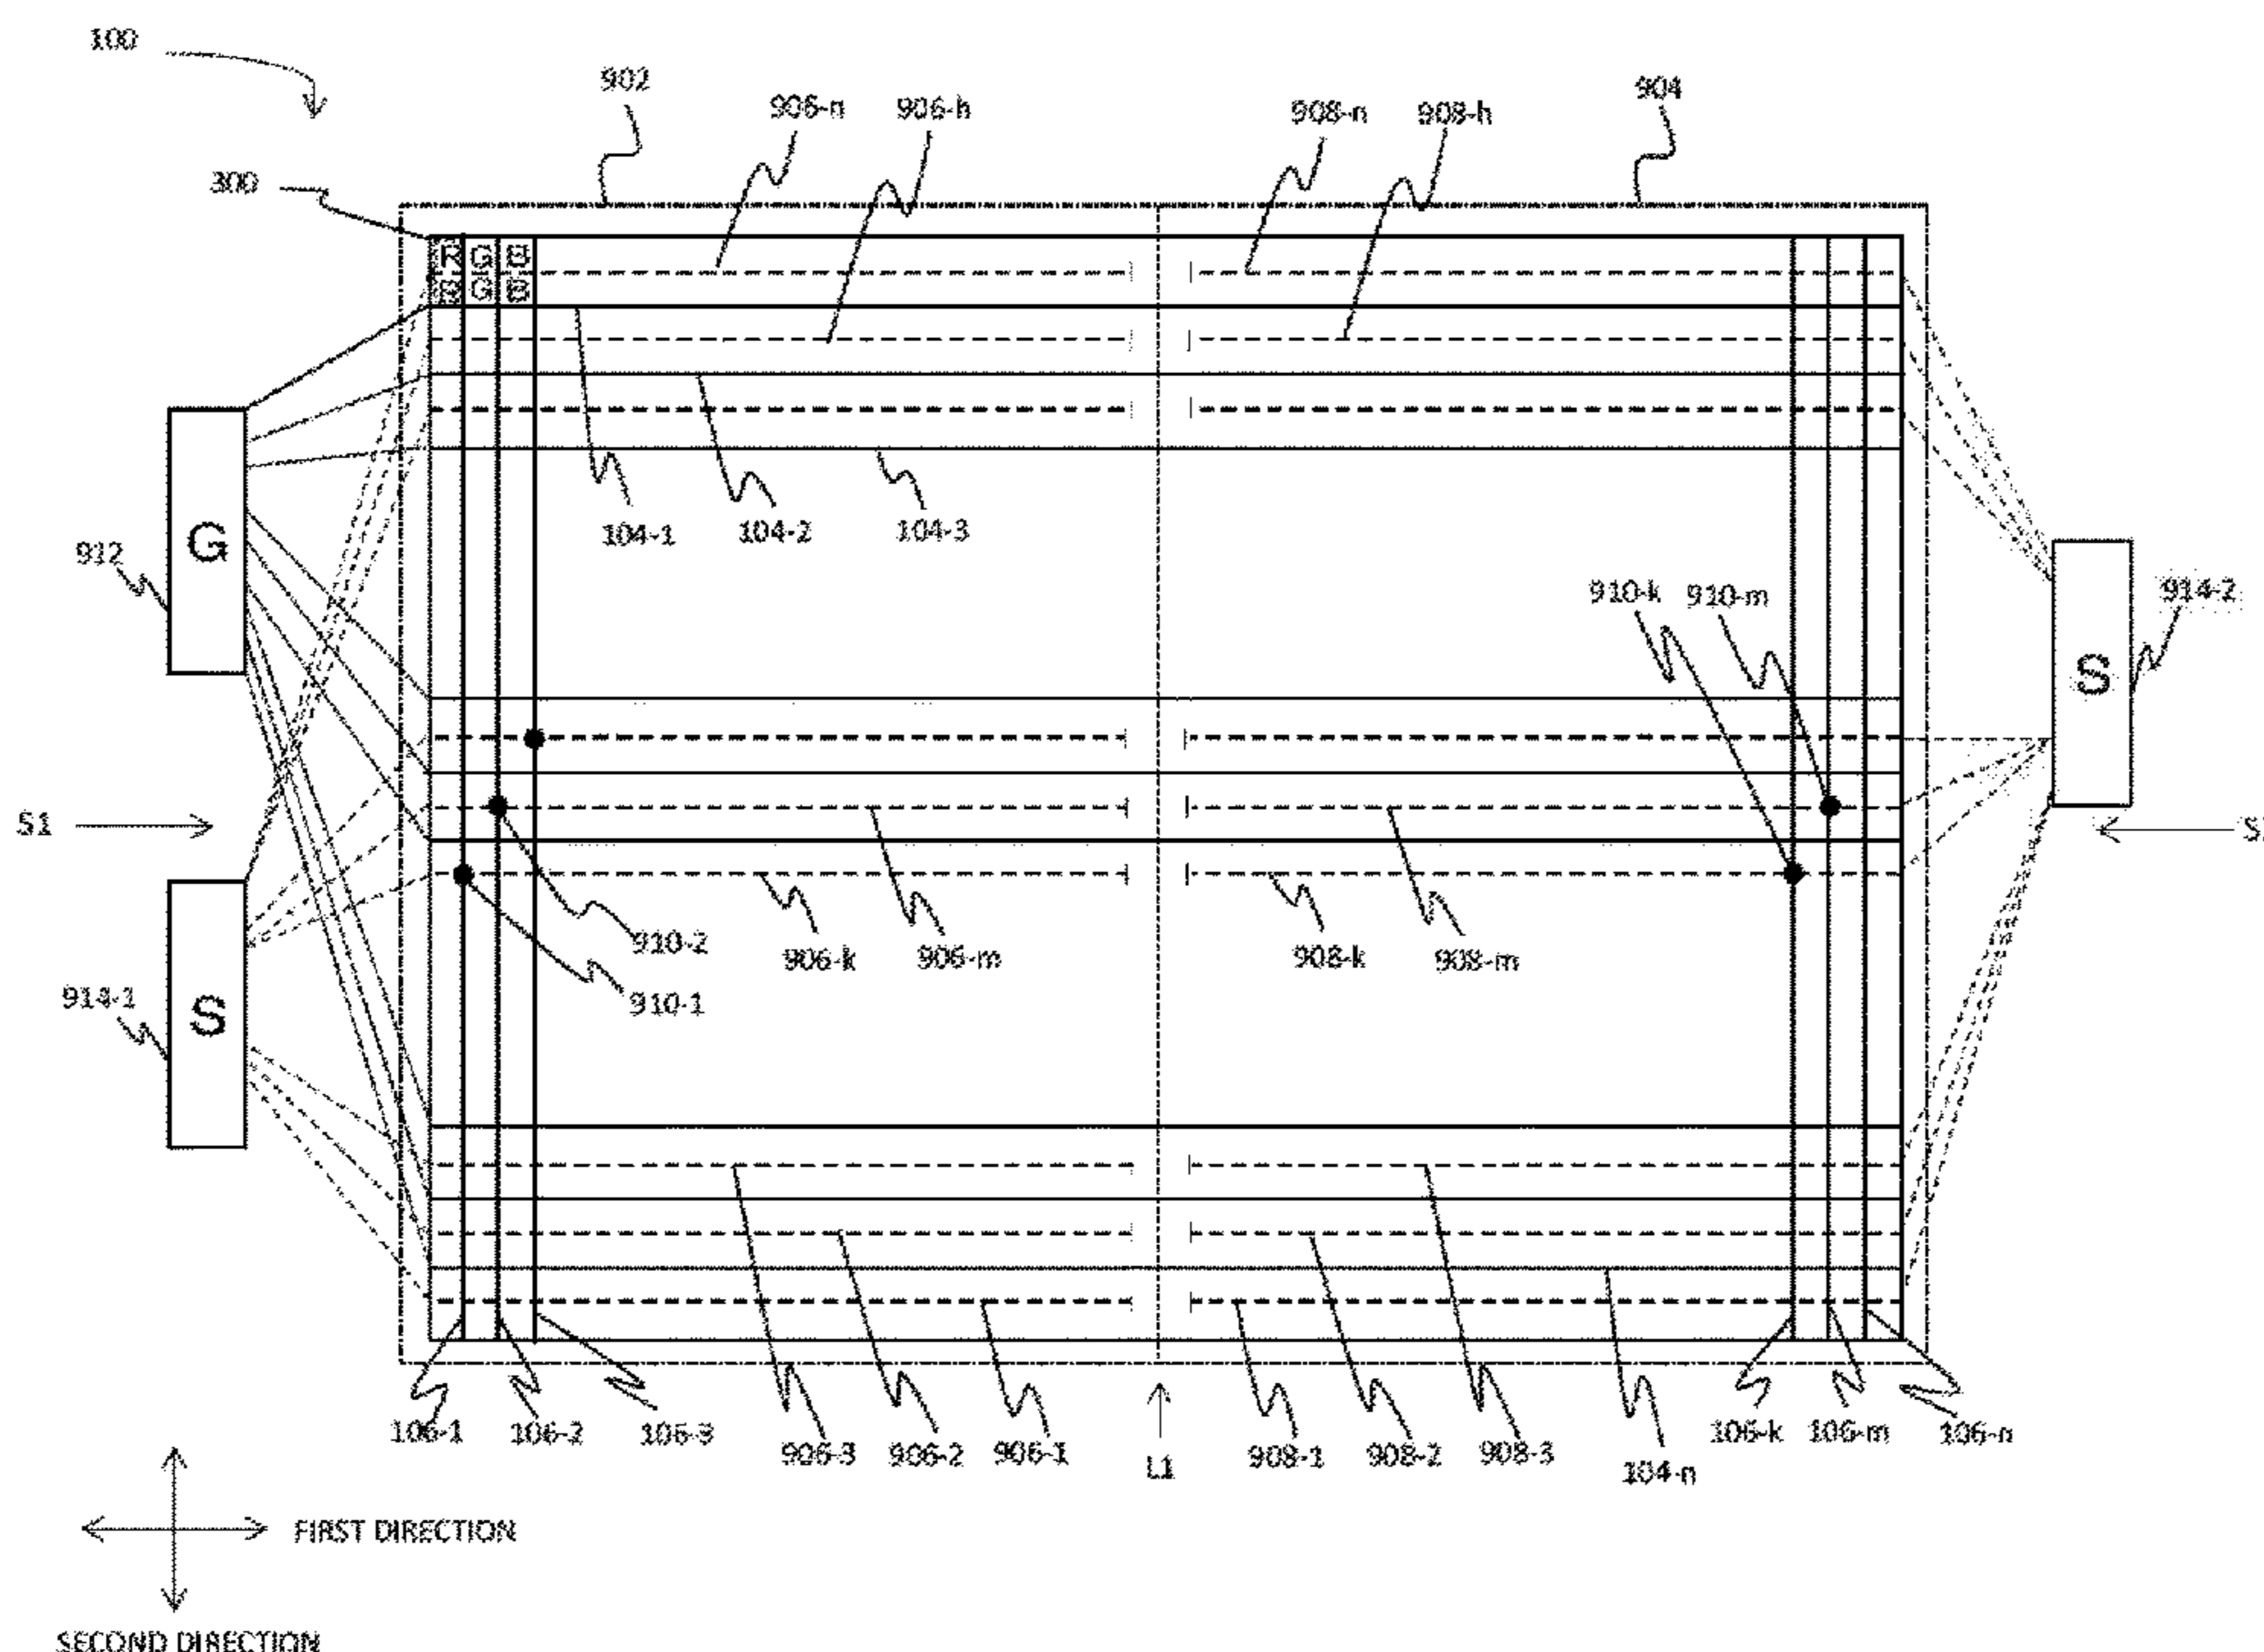 100
902
904
906-n
906-h
908-n
908-h
300
R G B
G B
104-1
104-2
104-3
912
G
910-k
910-m
914-2
S
S1
910-2
906-k
906-m
908-k
908-m
910-1
914-1
S
106-1
106-2
106-3
906-3
906-2
906-1
L1
908-1
908-2
908-3
104-n
106-k
106-m
106-n
FIRST DIRECTION
SECOND DIRECTION